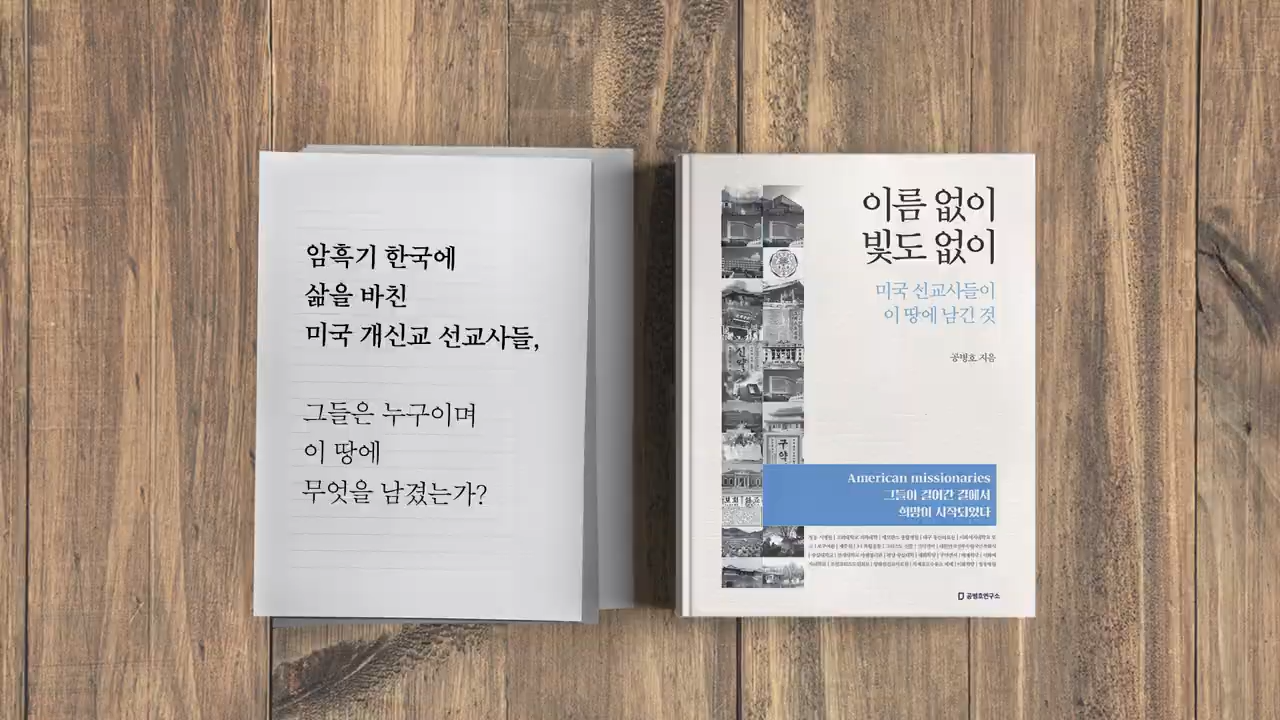 암흑기 한국에
삶을 바친
미국 개신교 선교사들,
그들은 누구이며
이 땅에
무엇을 남겼는가?
이름 없이
빛도 없이
미국 선교사들이
이 땅에 남긴 것
공병호 지음
구약
American missionaries
그들이 걸어간 길에서
희망이 시작되었다
공병호연구소